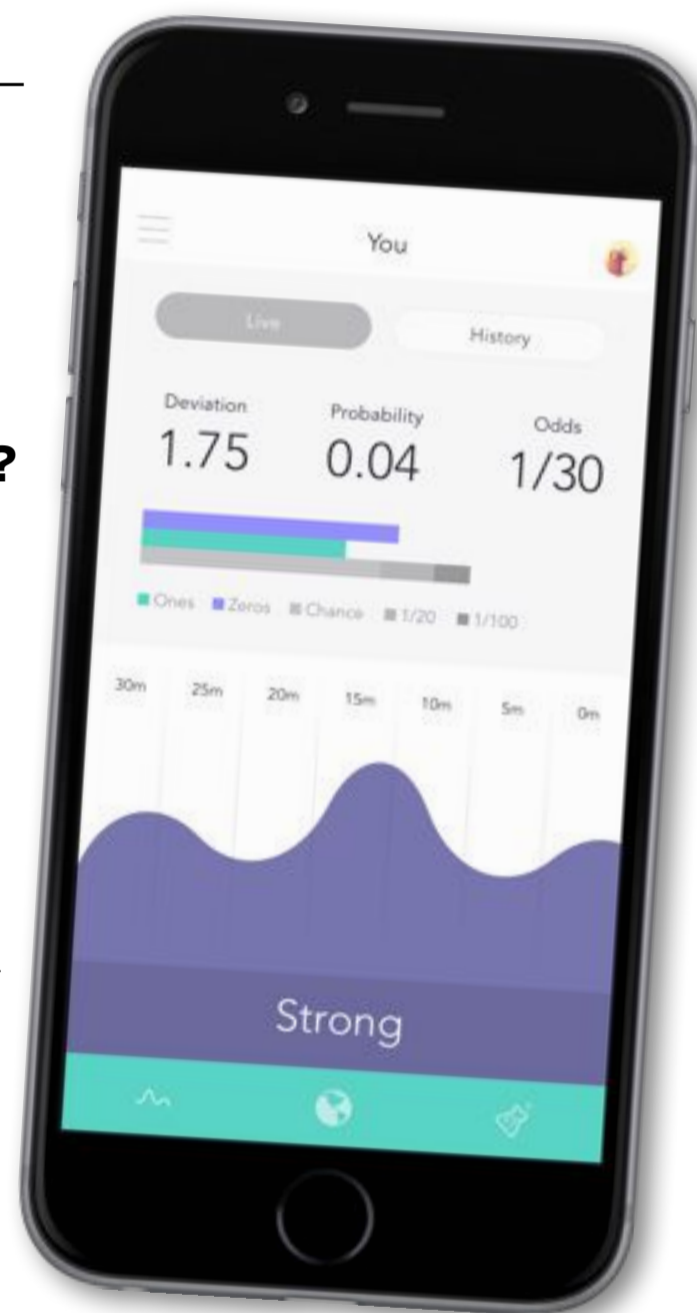 ?
You
Live
History
Deviation
Probability
Odds
1.75
0.04
1/30
Ones Zeros Chance 1/20 1/100
30m 25m 20m 15m 10m 5m 0m
Strong